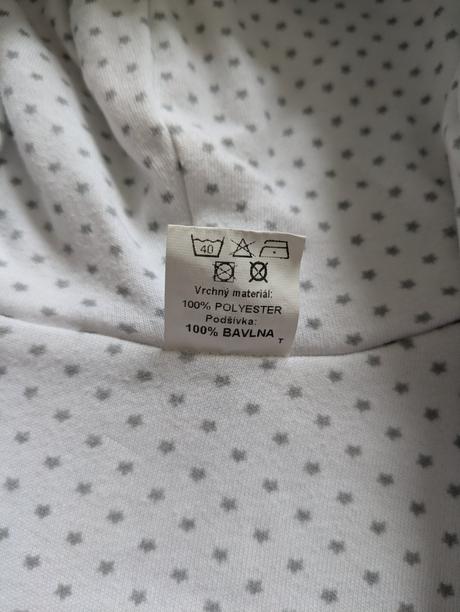 40
Vrchný materiál:
100% POLYESTER
Podšívka:
100% BAVLNA
T